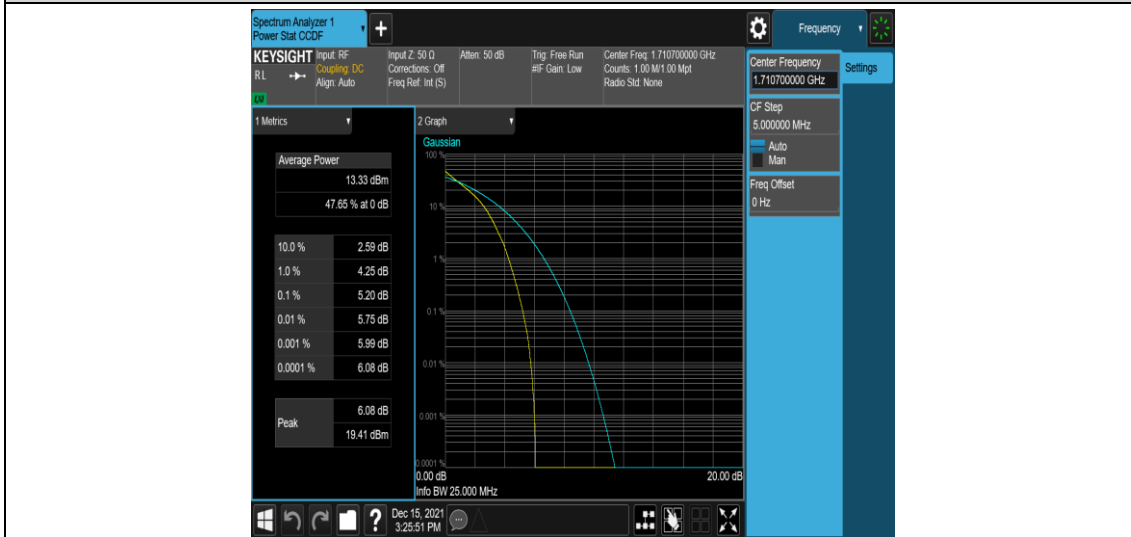 Spectrum Analyzer 1
Power Stat CCDF
+
Frequency
KEYSIGHT
RL
LXI
Input: RF
Coupling: DC
Align: Auto
Input Z: 50 Ω
Corrections: Off
Freq Ref: Int (S)
Atten: 50 dB
Trig: Free Run
#IF Gain: Low
Center Freq: 1.710700000 GHz
Counts: 1.00 M/1.00 Mpt
Radio Std: None
Center Frequency
1.710700000 GHz
Settings
CF Step
5.000000 MHz
Auto
Man
Freq Offset
0 Hz
1 Metrics
Average Power
13.33 dBm
47.65 % at 0 dB
10.0 % 2.59 dB
1.0 % 4.25 dB
0.1 % 5.20 dB
0.01 % 5.75 dB
0.001 % 5.99 dB
0.0001 % 6.08 dB
Peak
6.08 dB
19.41 dBm
2 Graph
Gaussian
100 %
10 %
1 %
0.1 %
0.01 %
0.001 %
0.0001 %
0.00 dB 20.00 dB
Info BW 25.000 MHz
?
Dec 15, 2021
3:25:51 PM